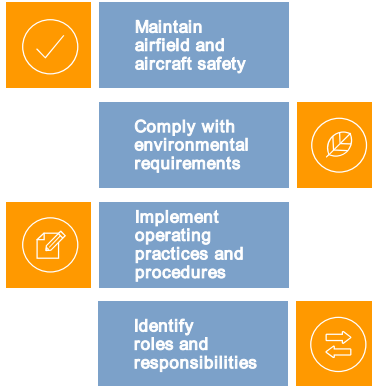 Maintain
airfield and
aircraft safety
Comply with
environmental
requirements
Implement
operating
practices and
procedures
Identify
roles and
responsibilities